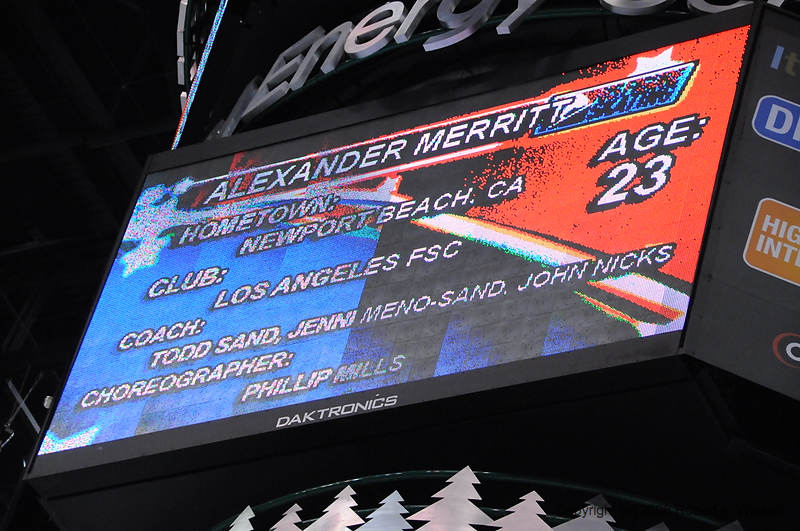 Energy
ALEXANDER MERRITT
AGE:
23
HOMETOWN:
NEWPORT BEACH, CA
CLUB:
LOS ANGELES FSC
COACH:
TODD SAND, JENNI MENO-SAND, JOHN NICKS
CHOREOGRAPHER:
PHILLIP MILLS
DAKTRONICS